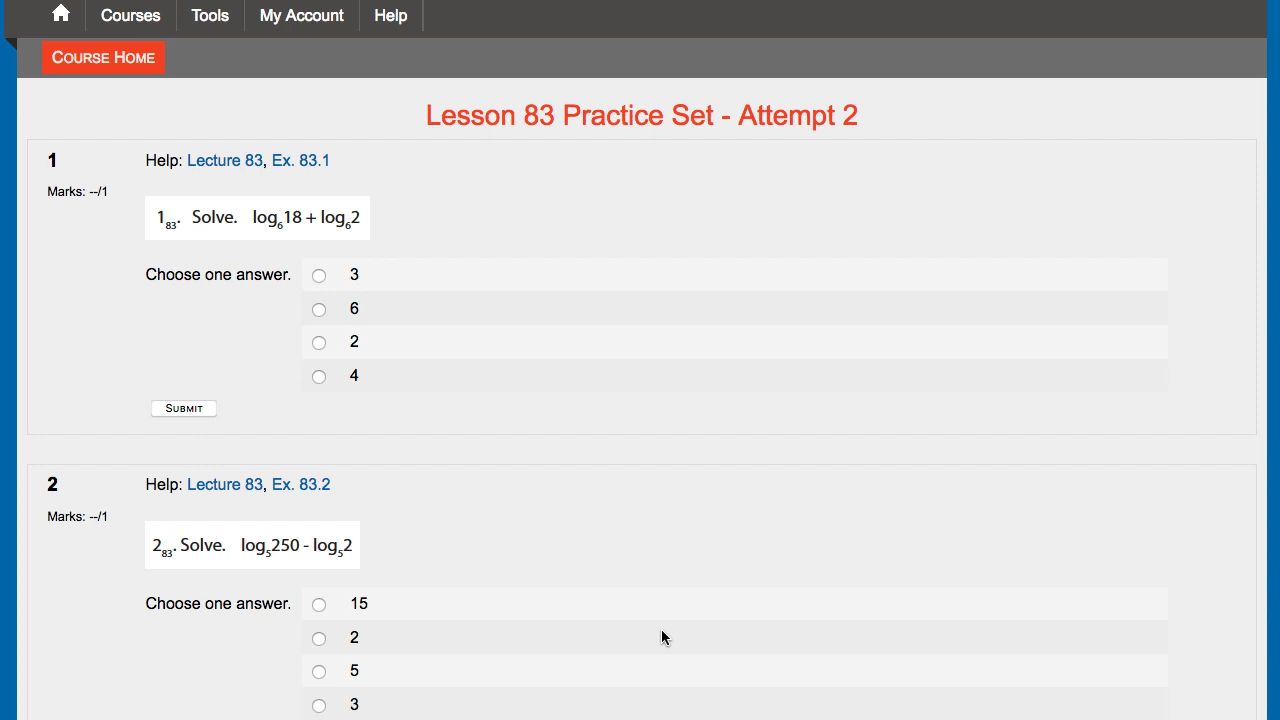 Courses Tools My Account Help
COURSE HOME
Lesson 83 Practice Set - Attempt 2
1 Help: Lecture 83, Ex. 83.1
Marks: --/1
1₈₃. Solve. log₆18 + log₆2
Choose one answer. 3
6
2
4
SUBMIT
2 Help: Lecture 83, Ex. 83.2
Marks: --/1
2₈₃. Solve. log₅250 - log₅2
Choose one answer. 15
2
5
3